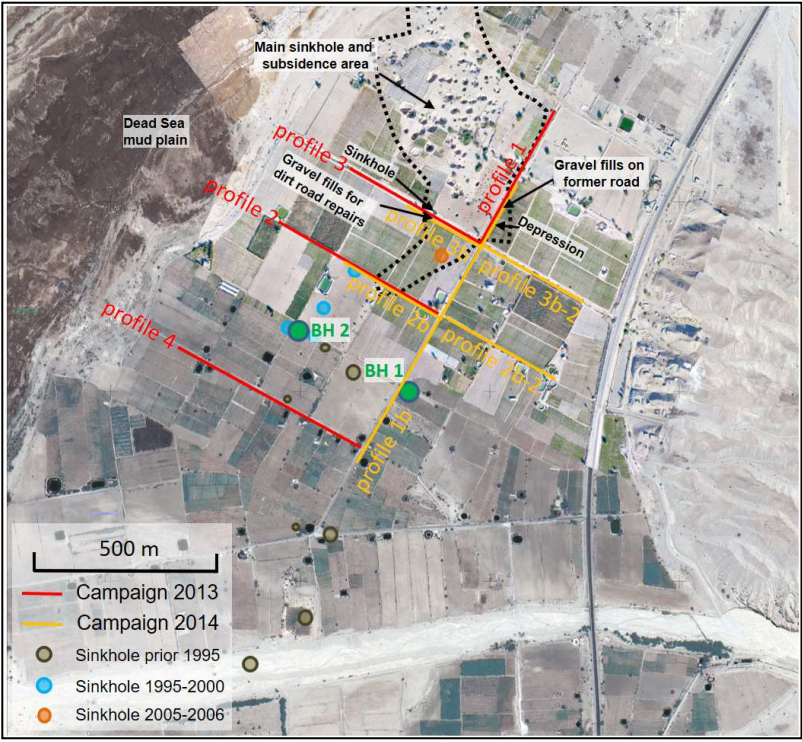 Main sinkhole and
subsidence area
Dead Sea
mud plain
profile 3
Sinkhole
profile 1
Gravel fills on
former road
Gravel fills for
dirt road repairs
profile 2
Depression
profile 3b-2
profile 2b
profile 2b-2
profile 4
BH 2
BH 1
profile 1b
500 m
Campaign 2013
Campaign 2014
Sinkhole prior 1995
Sinkhole 1995-2000
Sinkhole 2005-2006